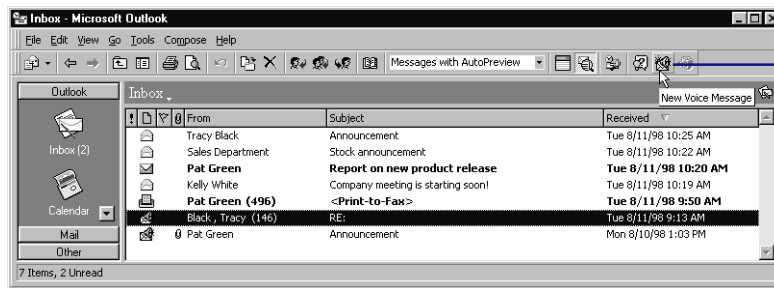 Inbox - Microsoft Outlook
File Edit View Go Tools Compose Help
Messages with AutoPreview
Outlook
Inbox
New Voice Message
! From Subject Received
Tracy Black Announcement Tue 8/11/98 10:25 AM
Sales Department Stock announcement Tue 8/11/98 10:22 AM
Inbox (2)
Pat Green Report on new product release Tue 8/11/98 10:20 AM
Kelly White Company meeting is starting soon! Tue 8/11/98 10:19 AM
Pat Green (496) <Print-to-Fax> Tue 8/11/98 9:50 AM
Calendar
Black , Tracy (146) RE: Tue 8/11/98 9:13 AM
Mail
Pat Green Announcement Mon 8/10/98 1:03 PM
Other
7 Items, 2 Unread